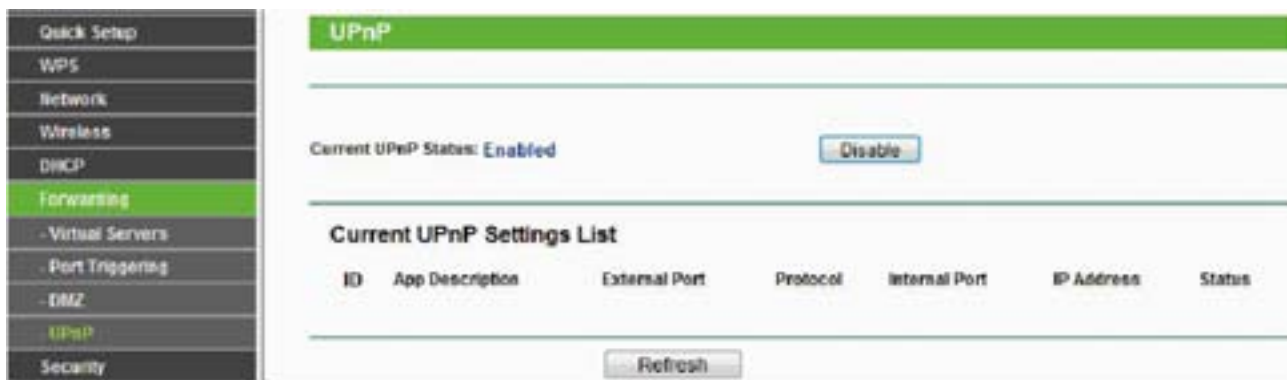 Quick Setup
WPS
Network
Wireless
DHCP
Forwarding
- Virtual Servers
- Port Triggering
- DMZ
- UPnP
Security
UPnP
Current UPnP Status: Enabled
Disable
Current UPnP Settings List
ID App Description External Port Protocol Internal Port IP Address Status
Refresh